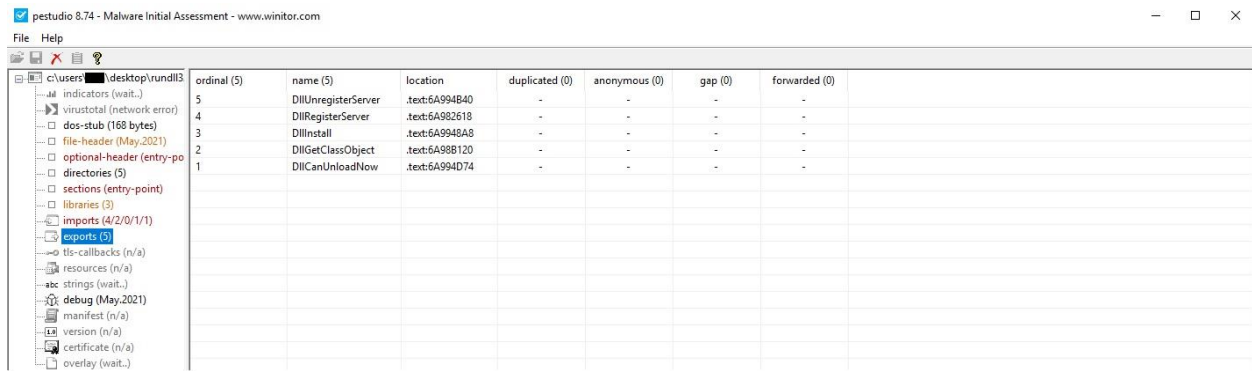 pestudio 8.74 - Malware Initial Assessment - www.winitor.com
File Help
c:\users\ \desktop\rundll3
indicators (wait..)
virustotal (network error)
dos-stub (168 bytes)
file-header (May.2021)
optional-header (entry-po
directories (5)
sections (entry-point)
libraries (3)
imports (4/2/0/1/1)
exports (5)
tls-callbacks (n/a)
resources (n/a)
abc strings (wait..)
debug (May.2021)
manifest (n/a)
1.0 version (n/a)
certificate (n/a)
overlay (wait..)
ordinal (5) name (5) location duplicated (0) anonymous (0) gap (0) forwarded (0)
5 DllUnregisterServer .text:6A994B40 - - - -
4 DllRegisterServer .text:6A982618 - - - -
3 DllInstall .text:6A9948A8 - - - -
2 DllGetClassObject .text:6A98B120 - - - -
1 DllCanUnloadNow .text:6A994D74 - - - -